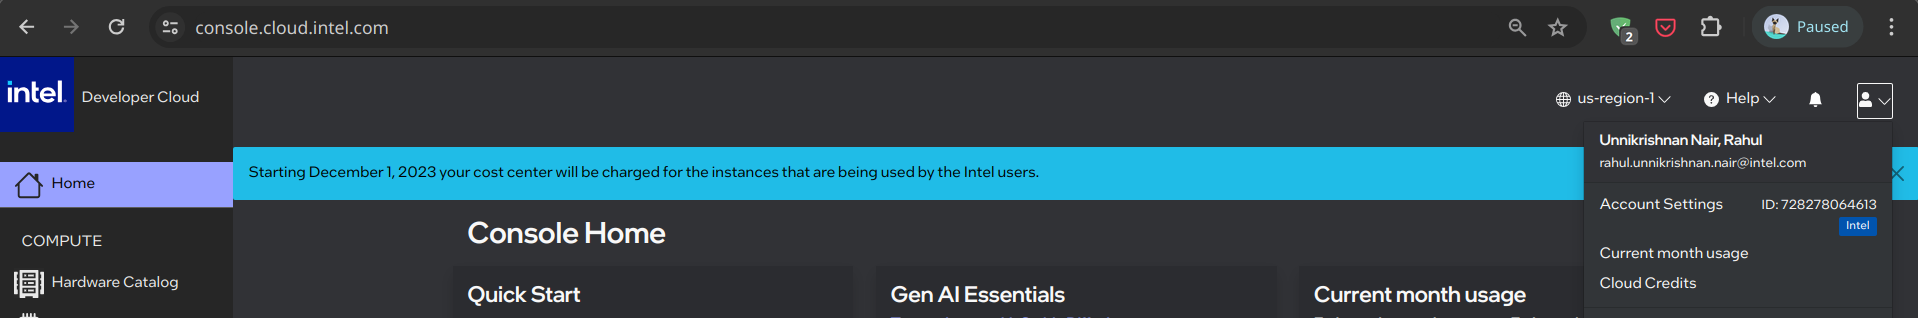 console.cloud.intel.com
2
Paused
intel.
Developer Cloud
us-region-1
Help
Unnikrishnan Nair, Rahul
rahul.unnikrishnan.nair@intel.com
Home
Starting December 1, 2023 your cost center will be charged for the instances that are being used by the Intel users.
Account Settings
ID: 728278064613
Intel
Current month usage
Cloud Credits
COMPUTE
Hardware Catalog
Console Home
Quick Start
Gen AI Essentials
Current month usage